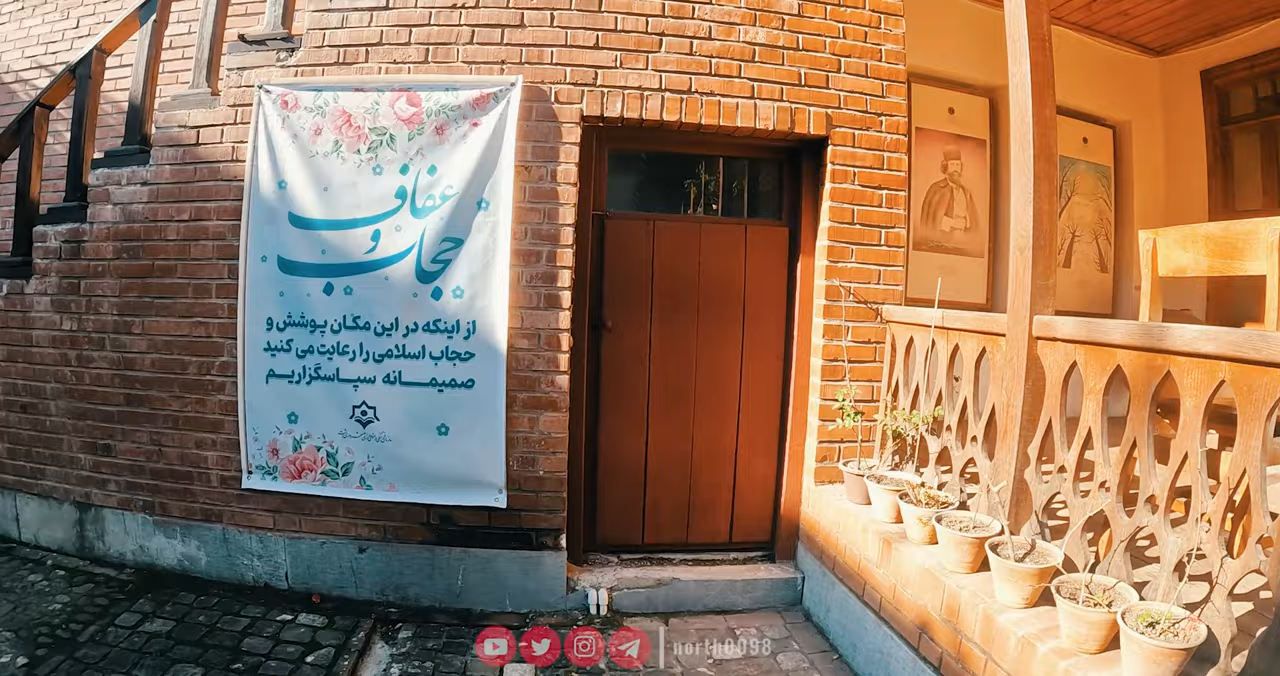 عفاف
و
حجاب
از اینکه در این مکان پوشش و
حجاب اسلامی را رعایت می کنید
صمیمانه سپاسگزاریم
north0098